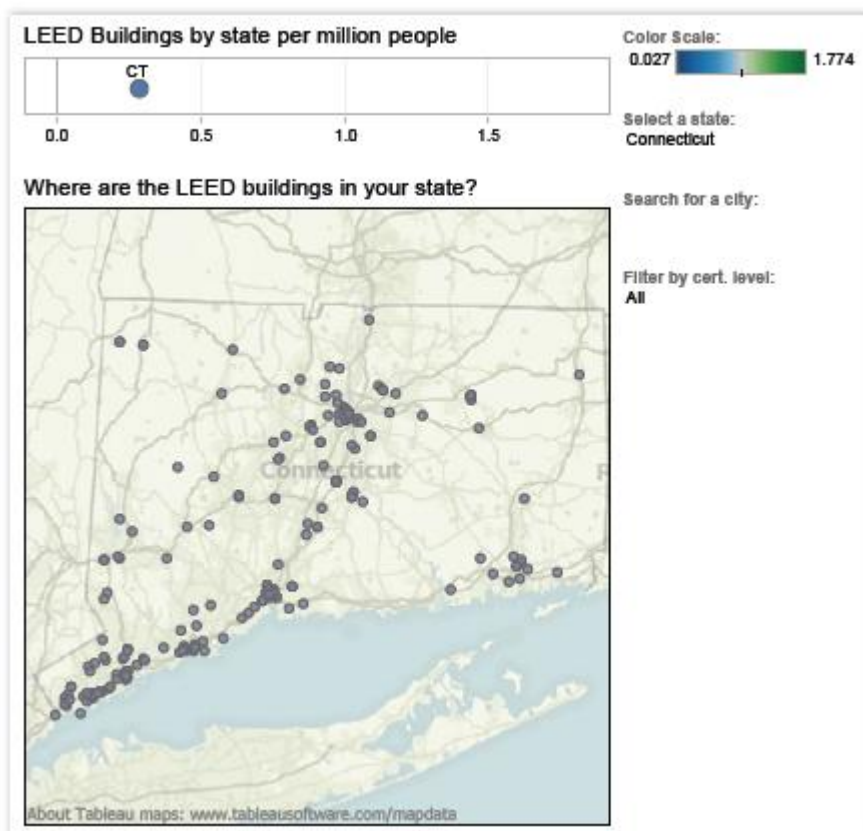 LEED Buildings by state per million people
CT
0.0 0.5 1.0 1.5
Color Scale:
0.027 1.774
Select a state:
Connecticut
Where are the LEED buildings in your state?
Search for a city:
Filter by cert. level:
All
Connecticut
R
About Tableau maps: www.tableausoftware.com/mapdata